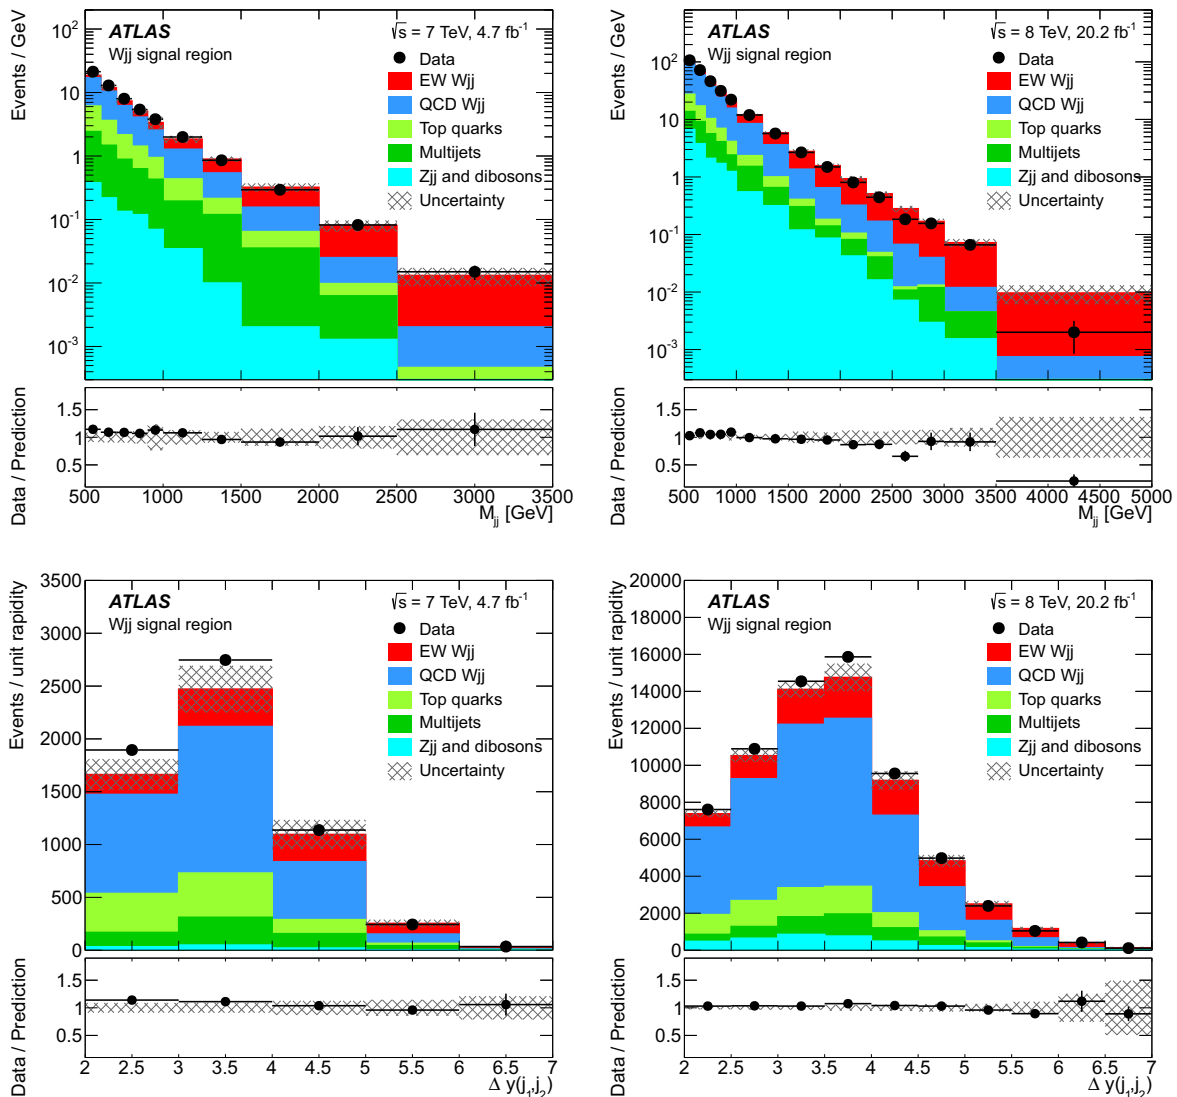 Events / GeV
10²
10
1
10⁻¹
10⁻²
10⁻³
ATLAS
Wjj signal region
√s = 7 TeV, 4.7 fb⁻¹
Data
EW Wjj
QCD Wjj
Top quarks
Multijets
Zjj and dibosons
Uncertainty
Data / Prediction
1.5
1
0.5
500 1000 1500 2000 2500 3000 3500
M_jj [GeV]
Events / GeV
10²
10
1
10⁻¹
10⁻²
10⁻³
ATLAS
Wjj signal region
√s = 8 TeV, 20.2 fb⁻¹
Data
EW Wjj
QCD Wjj
Top quarks
Multijets
Zjj and dibosons
Uncertainty
Data / Prediction
1.5
1
0.5
500 1000 1500 2000 2500 3000 3500 4000 4500 5000
M_jj [GeV]
Events / unit rapidity
3500
3000
2500
2000
1500
1000
500
0
ATLAS
Wjj signal region
√s = 7 TeV, 4.7 fb⁻¹
Data
EW Wjj
QCD Wjj
Top quarks
Multijets
Zjj and dibosons
Uncertainty
Data / Prediction
1.5
1
0.5
2 2.5 3 3.5 4 4.5 5 5.5 6 6.5 7
Δ y(j₁,j₂)
Events / unit rapidity
20000
18000
16000
14000
12000
10000
8000
6000
4000
2000
0
ATLAS
Wjj signal region
√s = 8 TeV, 20.2 fb⁻¹
Data
EW Wjj
QCD Wjj
Top quarks
Multijets
Zjj and dibosons
Uncertainty
Data / Prediction
1.5
1
0.5
2 2.5 3 3.5 4 4.5 5 5.5 6 6.5 7
Δ y(j₁,j₂)